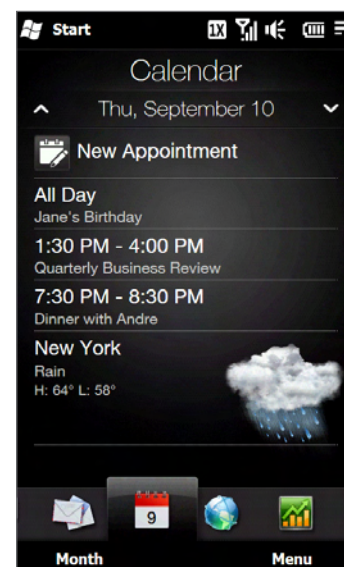 Start 1X
Calendar
Thu, September 10
New Appointment
All Day
Jane's Birthday
1:30 PM - 4:00 PM
Quarterly Business Review
7:30 PM - 8:30 PM
Dinner with Andre
New York
Rain
H: 64° L: 58°
9
Month Menu